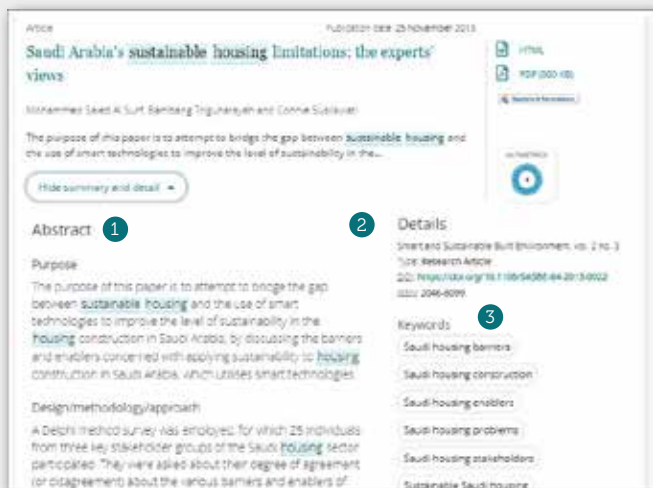 Article
Publication date: 25 November 2013
Saudi Arabia's sustainable housing limitations: the experts'
views
Mohammed Saeed Al Surf, Bambang Trigunarsyah and Connie Susilawati
The purpose of this paper is to attempt to bridge the gap between sustainable housing and
the use of smart technologies to improve the level of sustainability in the...
HTML
PDF (300 KB)
Hide summary and detail
Abstract 1
Purpose
The purpose of this paper is to attempt to bridge the gap
between sustainable housing and the use of smart
technologies to improve the level of sustainability in the
housing construction in Saudi Arabia, by discussing the barriers
and enablers concerned with applying sustainability to housing
construction in Saudi Arabia, which utilises smart technologies.
Design/methodology/approach
A Delphi method survey was employed, for which 25 individuals
from three key stakeholder groups of the Saudi housing sector
participated. They were asked about their degree of agreement
(or disagreement) about the various barriers and enablers of
2
Details
Smart and Sustainable Built Environment, vol. 2 no. 3
Type: Research Article
DOI:
ISSN: 2046-6099
Keywords 3
Saudi housing barriers
Saudi housing construction
Saudi housing enablers
Saudi housing problems
Saudi housing stakeholders
Sustainable Saudi housing